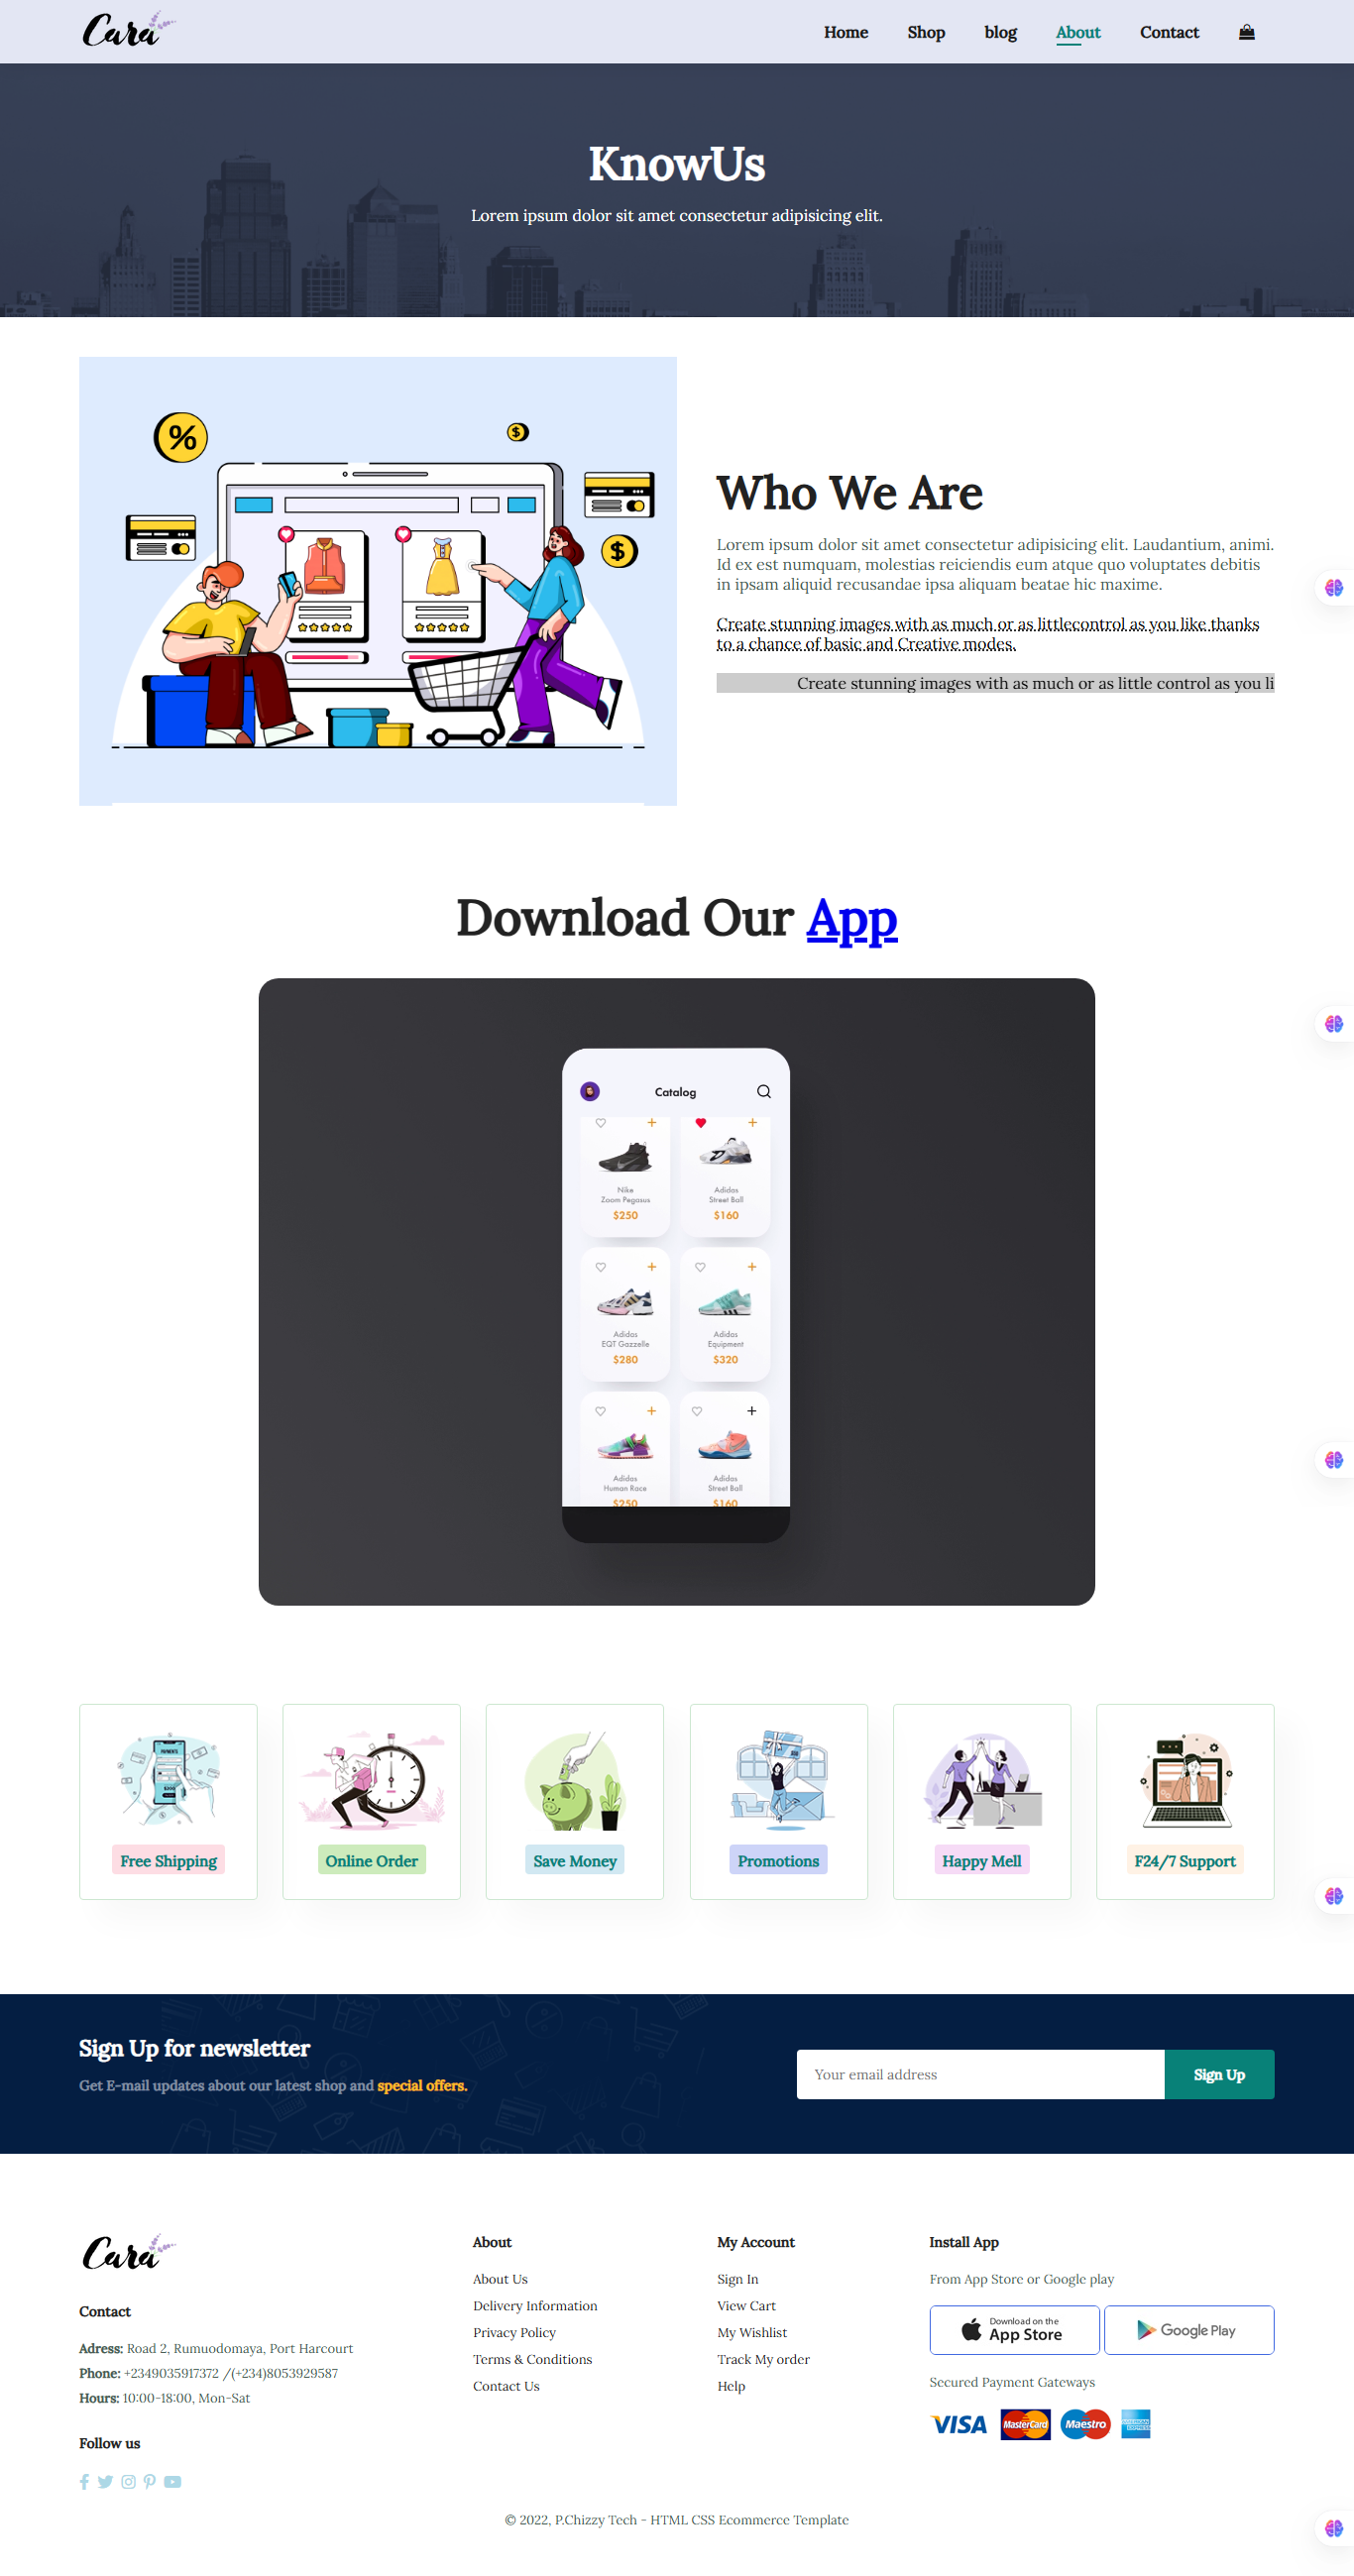 Cara
Home Shop blog About Contact
KnowUs
Lorem ipsum dolor sit amet consectetur adipisicing elit.
Who We Are
Lorem ipsum dolor sit amet consectetur adipisicing elit. Laudantium, animi.
Id ex est numquam, molestias reiciendis eum atque quo voluptates debitis
in ipsam aliquid recusandae ipsa aliquam beatae hic maxime.
Create stunning images with as much or as littlecontrol as you like thanks
to a chance of basic and Creative modes.
Create stunning images with as much or as little control as you li
Download Our App
Catalog
Nike
Zoom Pegasus
$250
Adidas
Street Ball
$160
Adidas
EQT Gazzelle
$280
Adidas
Equipment
$320
Adidas
Human Race
$250
Adidas
Street Ball
$160
Free Shipping
Online Order
Save Money
Promotions
Happy Mell
F24/7 Support
Sign Up for newsletter
Get E-mail updates about our latest shop and special offers.
Your email address
Sign Up
Cara
Contact
Adress: Road 2, Rumuodomaya, Port Harcourt
Phone: +2349035917372 /(+234)8053929587
Hours: 10:00-18:00, Mon-Sat
Follow us
About
About Us
Delivery Information
Privacy Policy
Terms & Conditions
Contact Us
My Account
Sign In
View Cart
My Wishlist
Track My order
Help
Install App
From App Store or Google play
Download on the
App Store
Google Play
Secured Payment Gateways
VISA MasterCard Maestro AMERICAN EXPRESS
© 2022, P.Chizzy Tech - HTML CSS Ecommerce Template